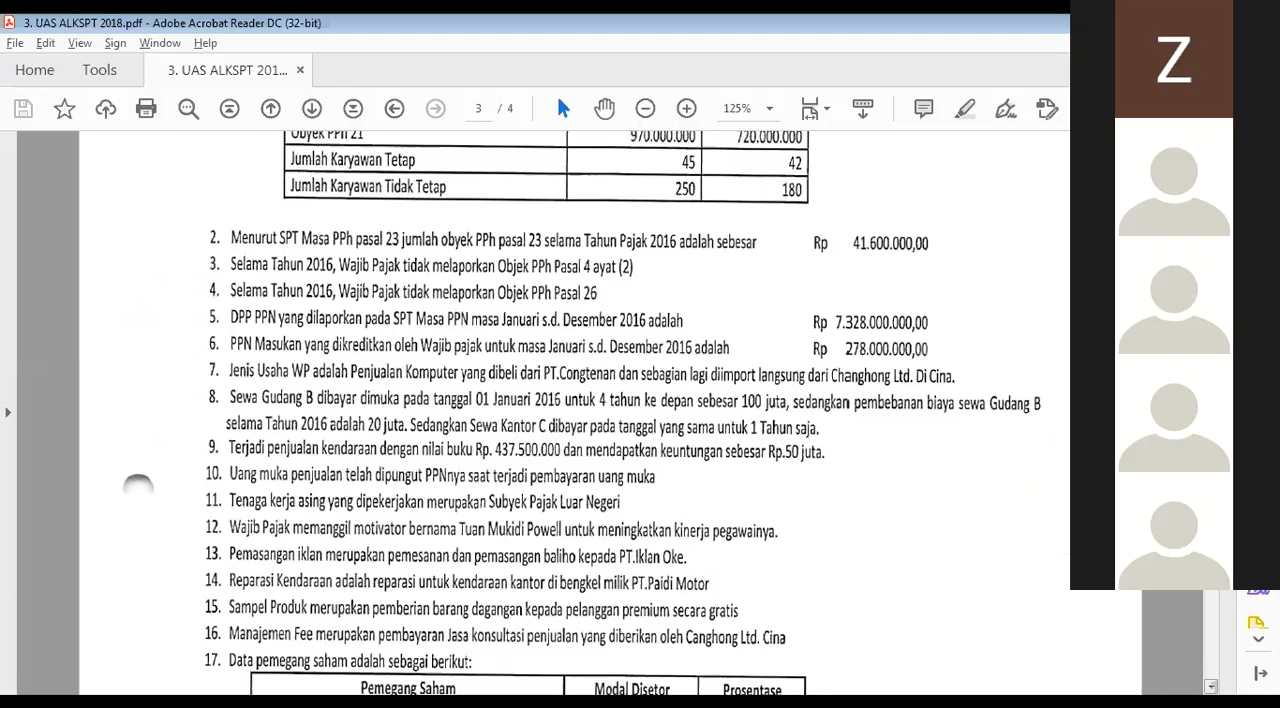 3. UAS ALKSPT 2018.pdf - Adobe Acrobat Reader DC (32-bit)
File Edit View Sign Window Help
Home Tools 3. UAS ALKSPT 201... ×
3 / 4 125%
Z
Obyek PPh 21 970.000.000 720.000.000
Jumlah Karyawan Tetap 45 42
Jumlah Karyawan Tidak Tetap 250 180
2. Menurut SPT Masa PPh pasal 23 jumlah obyek PPh pasal 23 selama Tahun Pajak 2016 adalah sebesar Rp 41.600.000,00
3. Selama Tahun 2016, Wajib Pajak tidak melaporkan Objek PPh Pasal 4 ayat (2)
4. Selama Tahun 2016, Wajib Pajak tidak melaporkan Objek PPh Pasal 26
5. DPP PPN yang dilaporkan pada SPT Masa PPN masa Januari s.d. Desember 2016 adalah Rp 7.328.000.000,00
6. PPN Masukan yang dikreditkan oleh Wajib pajak untuk masa Januari s.d. Desember 2016 adalah Rp 278.000.000,00
7. Jenis Usaha WP adalah Penjualan Komputer yang dibeli dari PT.Congtenan dan sebagian lagi diimport langsung dari Changhong Ltd. Di Cina.
8. Sewa Gudang B dibayar dimuka pada tanggal 01 Januari 2016 untuk 4 tahun ke depan sebesar 100 juta, sedangkan pembebanan biaya sewa Gudang B
selama Tahun 2016 adalah 20 juta. Sedangkan Sewa Kantor C dibayar pada tanggal yang sama untuk 1 Tahun saja.
9. Terjadi penjualan kendaraan dengan nilai buku Rp. 437.500.000 dan mendapatkan keuntungan sebesar Rp.50 juta.
10. Uang muka penjualan telah dipungut PPNnya saat terjadi pembayaran uang muka
11. Tenaga kerja asing yang dipekerjakan merupakan Subyek Pajak Luar Negeri
12. Wajib Pajak memanggil motivator bernama Tuan Mukidi Powell untuk meningkatkan kinerja pegawainya.
13. Pemasangan iklan merupakan pemesanan dan pemasangan baliho kepada PT.Iklan Oke.
14. Reparasi Kendaraan adalah reparasi untuk kendaraan kantor di bengkel milik PT.Paidi Motor
15. Sampel Produk merupakan pemberian barang dagangan kepada pelanggan premium secara gratis
16. Manajemen Fee merupakan pembayaran Jasa konsultasi penjualan yang diberikan oleh Canghong Ltd. Cina
17. Data pemegang saham adalah sebagai berikut:
Pemegang Saham Modal Disetor Prosentase